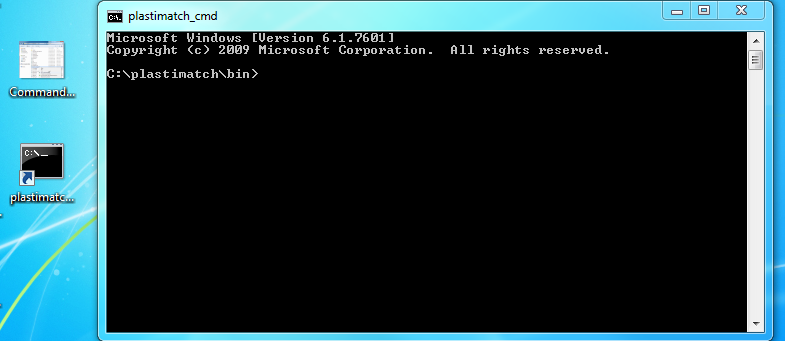 plastimatch_cmd
Microsoft Windows [Version 6.1.7601]
Copyright (c) 2009 Microsoft Corporation.  All rights reserved.
C:\plastimatch\bin>
Command...
C:\_
plastimatc...